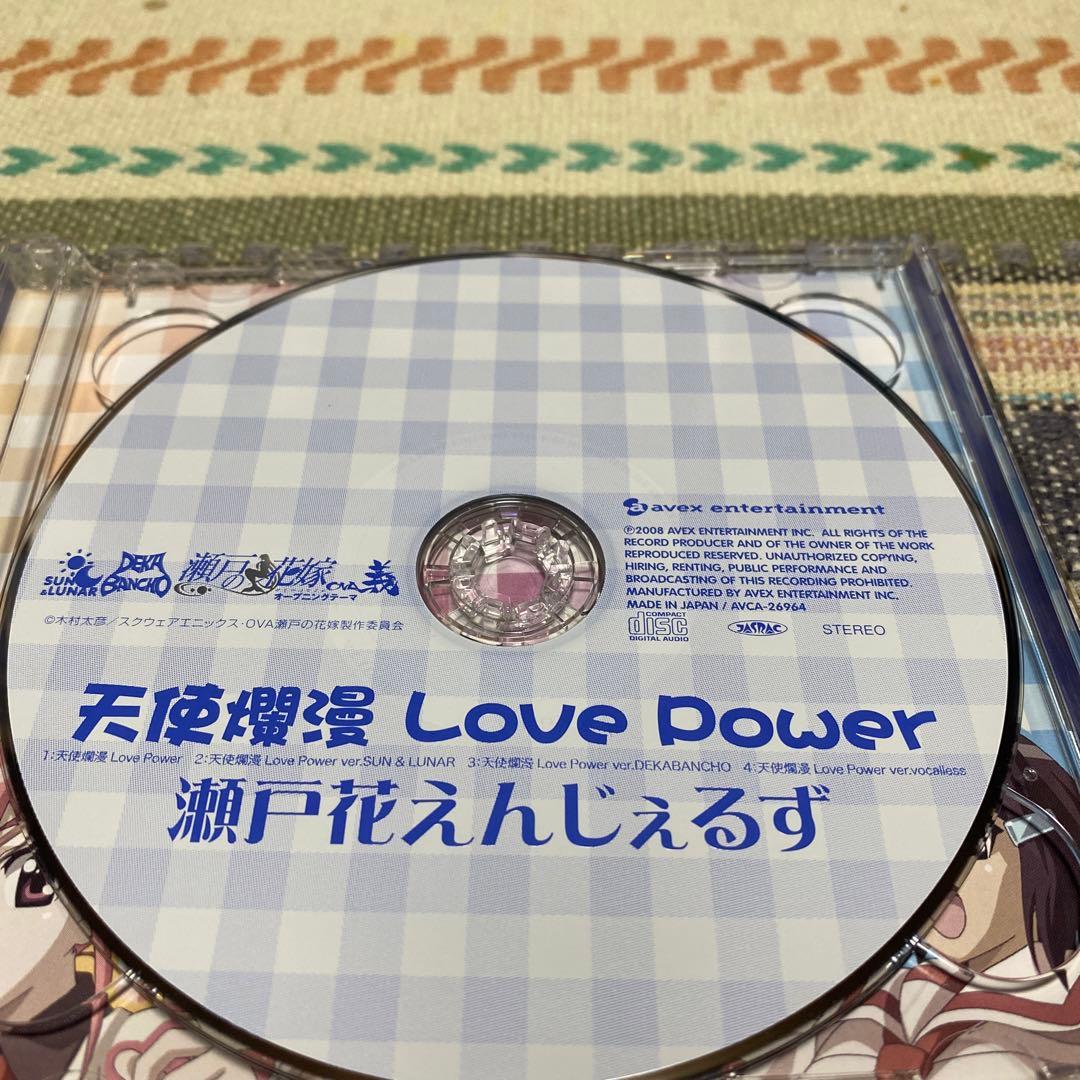 avex entertainment
℗2008 AVEX ENTERTAINMENT INC. ALL RIGHTS OF THE
RECORD PRODUCER AND OF THE OWNER OF THE WORK
REPRODUCED RESERVED. UNAUTHORIZED COPYING,
HIRING, RENTING, PUBLIC PERFORMANCE AND
BROADCASTING OF THIS RECORDING PROHIBITED.
MANUFACTURED BY AVEX ENTERTAINMENT INC.
MADE IN JAPAN / AVCA-26964
COMPACT
disc
DIGITAL AUDIO
JASRAC
STEREO
SUN
&LUNAR
DEKA
BANCHO
瀬戸の花嫁 OVA 義
オープニングテーマ
©木村太彦/スクウェアエニックス・OVA瀬戸の花嫁製作委員会
天使爛漫 Love Power
1:天使爛漫 Love Power 2:天使爛漫 Love Power ver.SUN & LUNAR 3:天使爛漫 Love Power ver.DEKABANCHO 4:天使爛漫 Love Power ver.vocalless
瀬戸花えんじぇるず